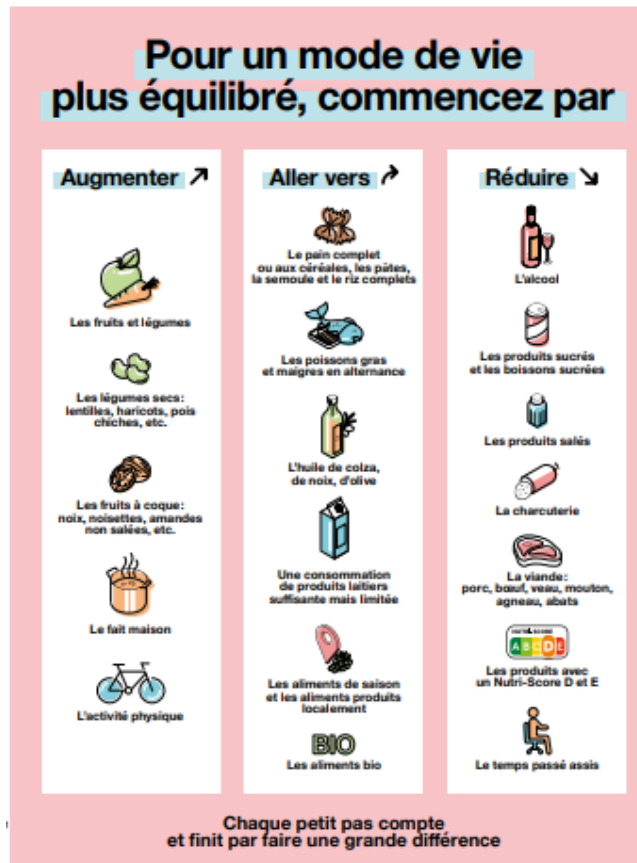 Pour un mode de vie
plus équilibré, commencez par
Augmenter
Les fruits et légumes
Les légumes secs:
lentilles, haricots, pois
chiches, etc.
Les fruits à coque:
noix, noisettes, amandes
non salées, etc.
Le fait maison
L'activité physique
Aller vers
Le pain complet
ou aux céréales, les pâtes,
la semoule et le riz complets
Les poissons gras
et maigres en alternance
L'huile de colza,
de noix, d'olive
Une consommation
de produits laitiers
suffisante mais limitée
Les aliments de saison
et les aliments produits
localement
BIO
Les aliments bio
Réduire
L'alcool
Les produits sucrés
et les boissons sucrées
Les produits salés
La charcuterie
La viande:
porc, bœuf, veau, mouton,
agneau, abats
NUTRI-SCORE
A B C D E
Les produits avec
un Nutri-Score D et E
Le temps passé assis
Chaque petit pas compte
et finit par faire une grande différence